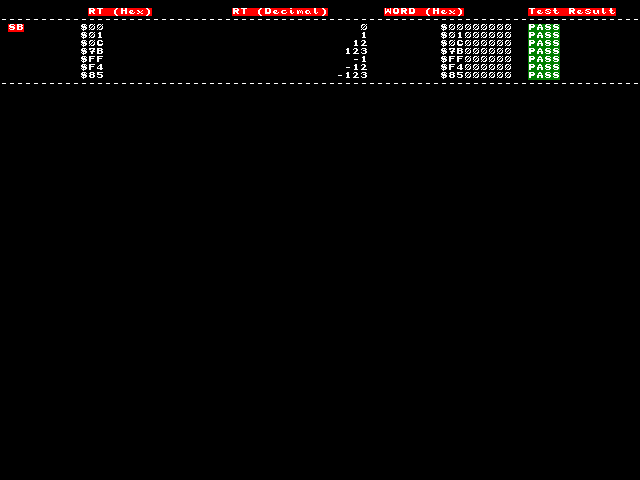 RT (Hex) RT (Decimal) WORD (Hex) Test Result
--------------------------------------------------------------------------------
SB $00 0 $00000000 PASS
$01 1 $01000000 PASS
$0C 12 $0C000000 PASS
$7B 123 $7B000000 PASS
$FF -1 $FF000000 PASS
$F4 -12 $F4000000 PASS
$85 -123 $85000000 PASS
--------------------------------------------------------------------------------